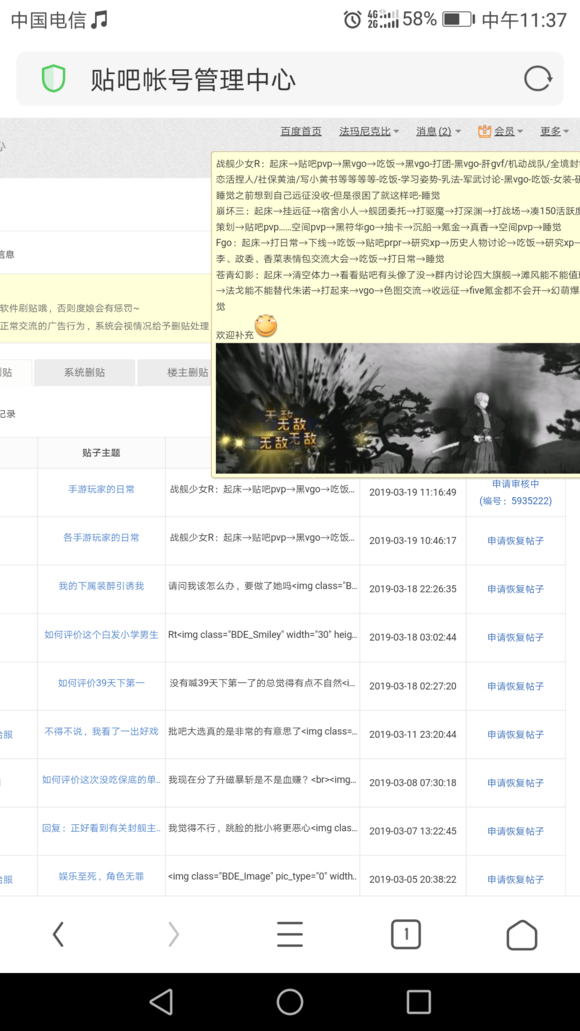 中国电信
4G
2G
58%
中午11:37
贴吧帐号管理中心
心
百度首页 法玛尼克比 消息(2) 会员 更多
战舰少女R：起床→贴吧pvp→黑vgo→吃饭→黑vgo-打团-黑vgo-肝gvf/机动战队/全境封
恋活捏人/社保黄油/写小黄书等等等等-吃饭-学习姿势-乳法-军武讨论-黑vgo-吃饭-女装-
睡觉之前想到自己远征没收-但是很困了就这样吧-睡觉
崩坏三：起床→挂远征→宿舍小人→舰团委托→打驱魔→打深渊→打战场→凑150活跃度
策划→贴吧pvp……空间pvp→黑符华go→抽卡→沉船→氪金→真香→空间pvp→睡觉
Fgo：起床→打日常→下线→吃饭→贴吧prpr→研究xp→历史人物讨论→吃饭→研究xp→
李、政委、香菜表情包交流大会→吃饭→打日常→睡觉
苍青幻影：起床→清空体力→看看贴吧有头像了没→群内讨论四大旗舰→滩风能不能值
→法戈能不能替代朱诺→打起来→vgo→色图交流→收远征→five氪金都不会开→幻萌爆
觉
欢迎补充
无敌
无敌
无敌无敌
信息
软件刷贴哦，否则度娘会有惩罚~
正常交流的广告行为，系统会视情况给予删贴处理
贴 系统删贴 楼主删贴
记录
贴子主题
手游玩家的日常 战舰少女R：起床→贴吧pvp→黑vgo→吃饭... 2019-03-19 11:16:49 申请审核中
(编号：5935222)
各手游玩家的日常 战舰少女R：起床→贴吧pvp→黑vgo→吃饭... 2019-03-19 10:46:17 申请恢复帖子
我的下属装醉引诱我 请问我该怎么办，要做了她吗<img class="B... 2019-03-18 22:26:35 申请恢复帖子
如何评价这个白发小学男生 Rt<img class="BDE_Smiley" width="30" heig... 2019-03-18 03:02:44 申请恢复帖子
如何评价39天下第一 没有喊39天下第一了的总觉得有点不自然<i... 2019-03-18 02:27:20 申请恢复帖子
台服 不得不说，我看了一出好戏 批吧大选真的是非常的有意思了<img class=... 2019-03-11 23:20:44 申请恢复帖子
如何评价这次没吃保底的单.. 我现在分了升磁暴斩是不是血赚？<br><img... 2019-03-08 07:30:18 申请恢复帖子
回复：正好看到有关封舰主.. 我觉得不行，跳脸的批小将更恶心<img clas... 2019-03-07 13:22:45 申请恢复帖子
台服 娱乐至死，角色无罪 <img class="BDE_Image" pic_type="0" width.. 2019-03-05 20:38:22 申请恢复帖子
1